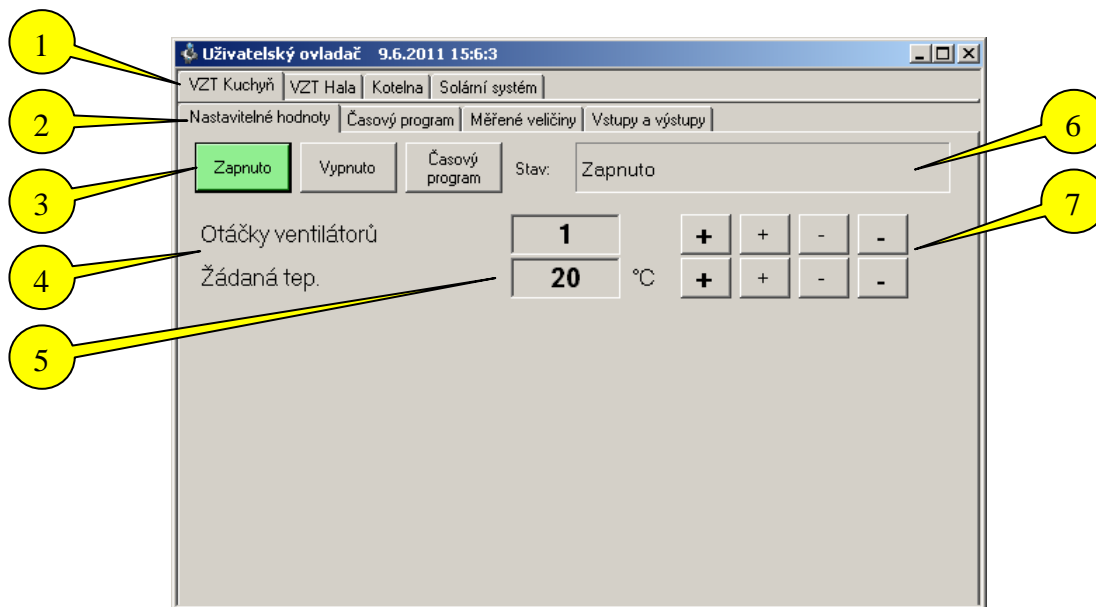 1
Uživatelský ovladač 9.6.2011 15:6:3
VZT Kuchyň VZT Hala Kotelna Solární systém
2
Nastavitelné hodnoty Časový program Měřené veličiny Vstupy a výstupy
6
3
Zapnuto Vypnuto Časový program Stav: Zapnuto
7
4
Otáčky ventilátorů 1 + + - -
Žádaná tep. 20 °C + + - -
5